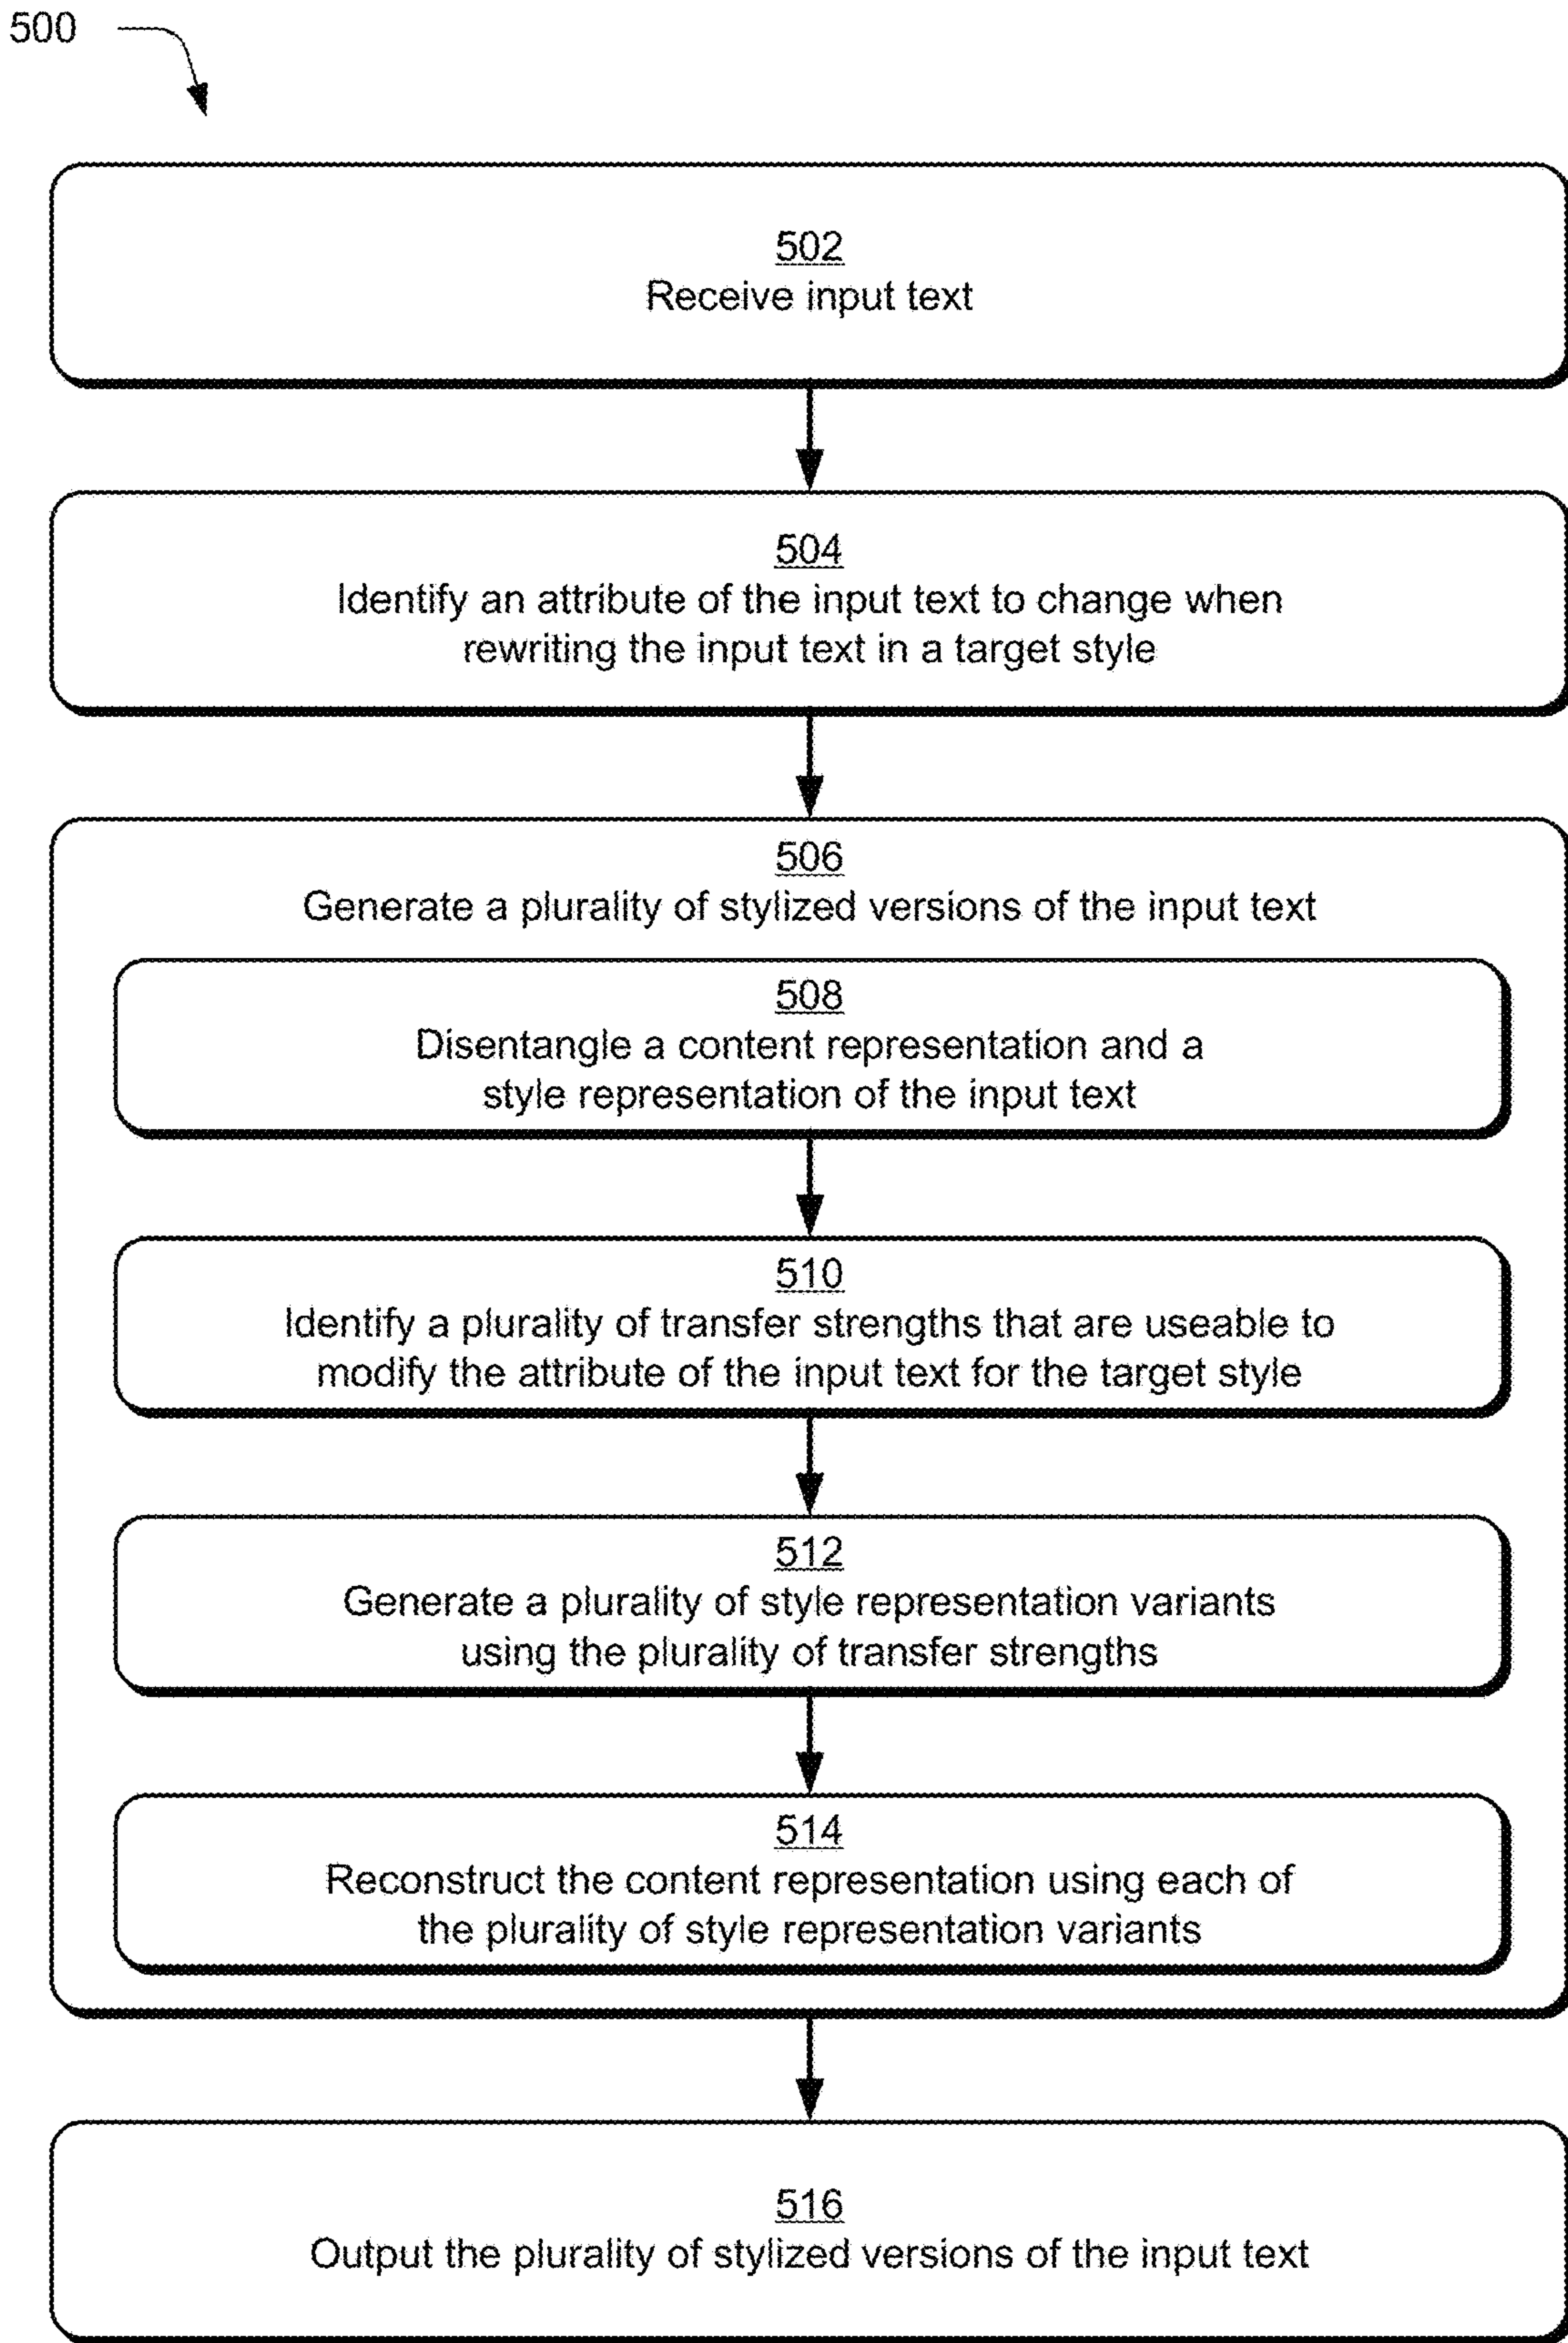 500
502
Receive input text
504
Identify an attribute of the input text to change when
rewriting the input text in a target style
506
Generate a plurality of stylized versions of the input text
508
Disentangle a content representation and a
style representation of the input text
510
Identify a plurality of transfer strengths that are useable to
modify the attribute of the input text for the target style
512
Generate a plurality of style representation variants
using the plurality of transfer strengths
514
Reconstruct the content representation using each of
the plurality of style representation variants
516
Output the plurality of stylized versions of the input text